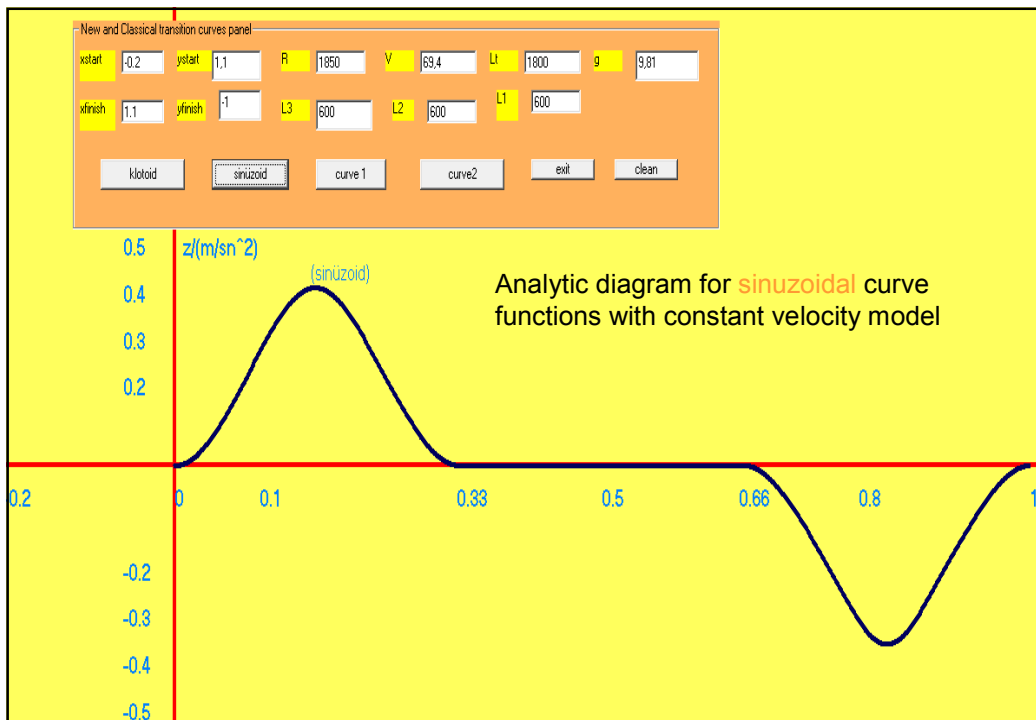 New and Classical transition curves panel
xstart -0.2 ystart 1,1 R 1850 V 69,4 Lt 1800 g 9,81
xfinish 1.1 yfinish -1 L3 600 L2 600 L1 600
klotoid sinüzoid curve 1 curve2 exit clean
0.5 z/(m/sn^2)
(sinüzoid)
Analytic diagram for sinuzoidal curve
functions with constant velocity model
0.4
0.3
0.2
0.2 0 0.1 0.33 0.5 0.66 0.8 1
-0.2
-0.3
-0.4
-0.5